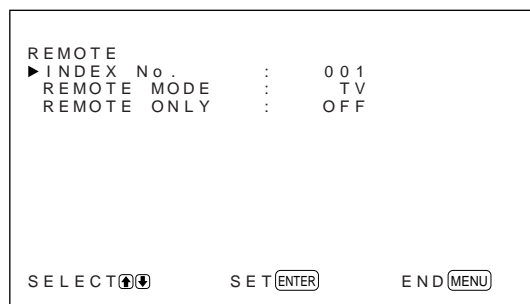 REMOTE
▶INDEX No. : 001
REMOTE MODE : TV
REMOTE ONLY : OFF
SELECT⬆⬇ SET ENTER END MENU